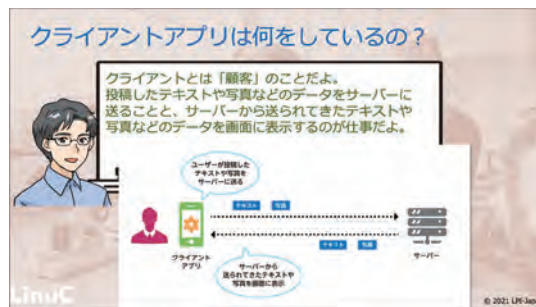 クライアントアプリは何をしているの？
クライアントとは「顧客」のことだよ。
投稿したテキストや写真などのデータをサーバーに
送ることと、サーバーから送られてきたテキストや
写真などのデータを画面に表示するのが仕事だよ。
ユーザーが投稿した
テキストや写真を
サーバーに送る
テキスト 写真
テキスト 写真
クライアント
アプリ
サーバーから
送られてきたテキストや
写真を画面に表示
サーバー
LinuC
© 2021 LPI-Japan